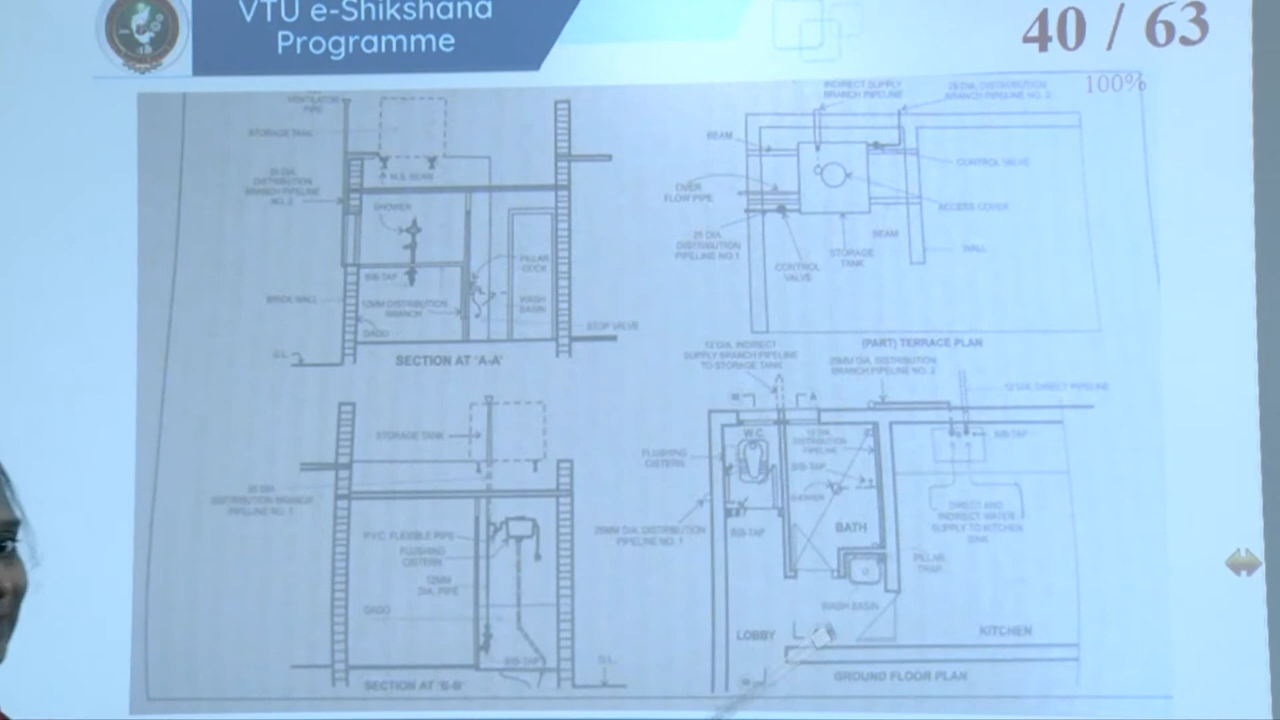 VTU e-Shikshana
Programme
40 / 63
100%
VENTILATOR
PIPE
STORAGE TANK
DISTRIBUTION
BRANCH PIPELINE
NO. 2
M.S. BEAM
SHOWER
BIB-TAP
PILLAR
COCK
BRICK WALL
12MM DISTRIBUTION
BRANCH
WASH
BASIN
DADO
STOP VALVE
G.L.
SECTION AT 'A-A'
INDIRECT SUPPLY
BRANCH PIPELINE
25 DIA. DISTRIBUTION
BRANCH PIPELINE NO. 2
BEAM
CONTROL VALVE
OVER
FLOW PIPE
ACCESS COVER
25 DIA.
DISTRIBUTION
PIPELINE NO.1
BEAM
WALL
CONTROL
VALVE
STORAGE
TANK
(PART) TERRACE PLAN
STORAGE TANK
DISTRIBUTION BRANCH
PIPELINE NO. 1
P.V.C. FLEXIBLE PIPE
FLUSHING
CISTERN
12MM
DIA. PIPE
DADO
BIB-TAP
G.L.
SECTION AT 'B-B'
12 DIA. INDIRECT
SUPPLY BRANCH PIPELINE
TO STORAGE TANK
25MM DIA. DISTRIBUTION
BRANCH PIPELINE NO. 2
12 DIA. DIRECT PIPELINE
A
W.C.
DISTRIBUTION
PIPELINE
BIB-TAP
FLUSHING
CISTERN
BIB-TAP
SHOWER
DIRECT AND
INDIRECT WATER
SUPPLY TO KITCHEN
SINK
25MM DIA. DISTRIBUTION
PIPELINE NO. 1
BIB-TAP
BATH
PILLAR
WASH BASIN
LOBBY
KITCHEN
GROUND FLOOR PLAN